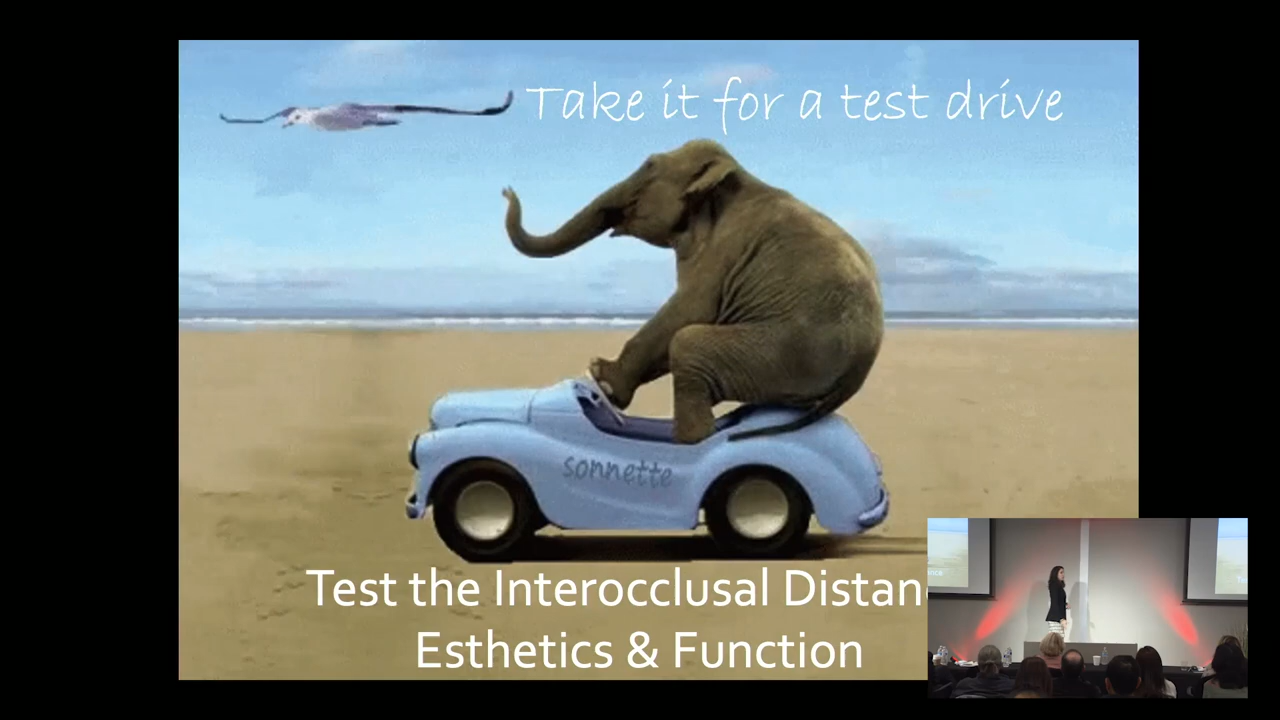 Take it for a test drive
sonnette
Test the Interocclusal Distan
Esthetics & Function